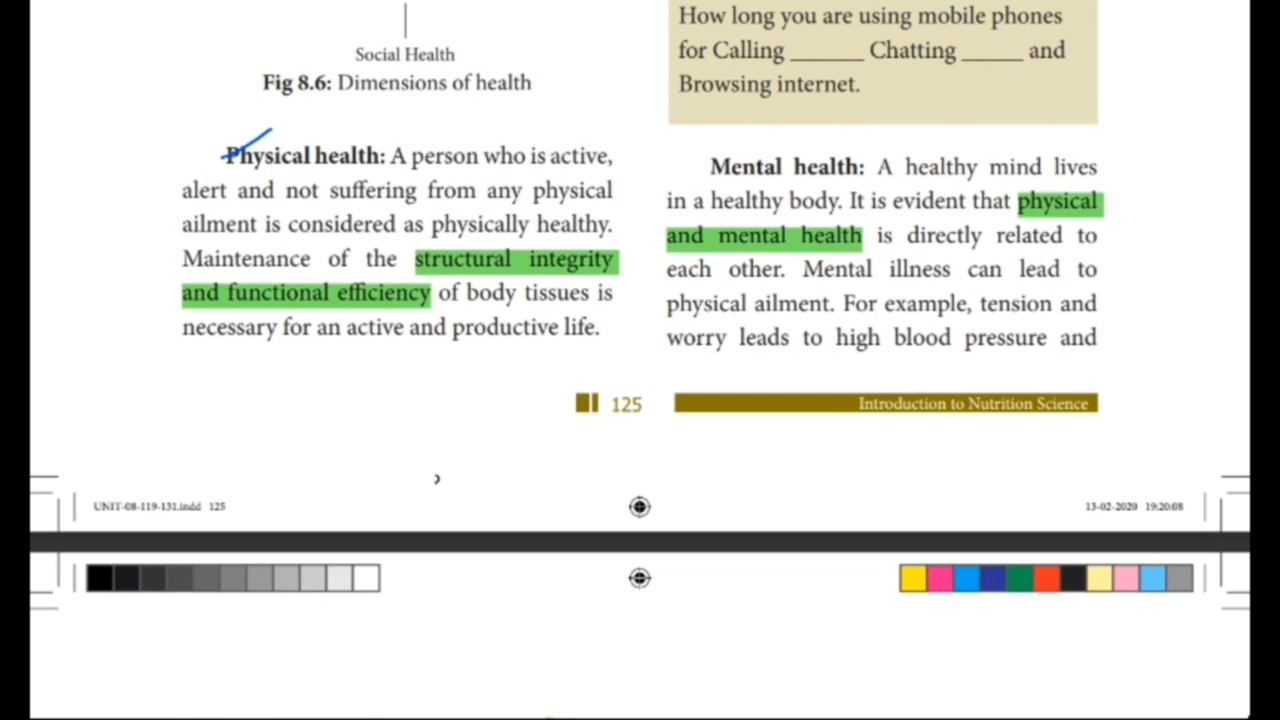 Social Health
Fig 8.6: Dimensions of health
Physical health: A person who is active,
alert and not suffering from any physical
ailment is considered as physically healthy.
Maintenance of the structural integrity
and functional efficiency of body tissues is
necessary for an active and productive life.
How long you are using mobile phones
for Calling ______ Chatting _____ and
Browsing internet.
Mental health: A healthy mind lives
in a healthy body. It is evident that physical
and mental health is directly related to
each other. Mental illness can lead to
physical ailment. For example, tension and
worry leads to high blood pressure and
125
Introduction to Nutrition Science
UNIT-08-119-131.indd 125
13-02-2020 19:20:08